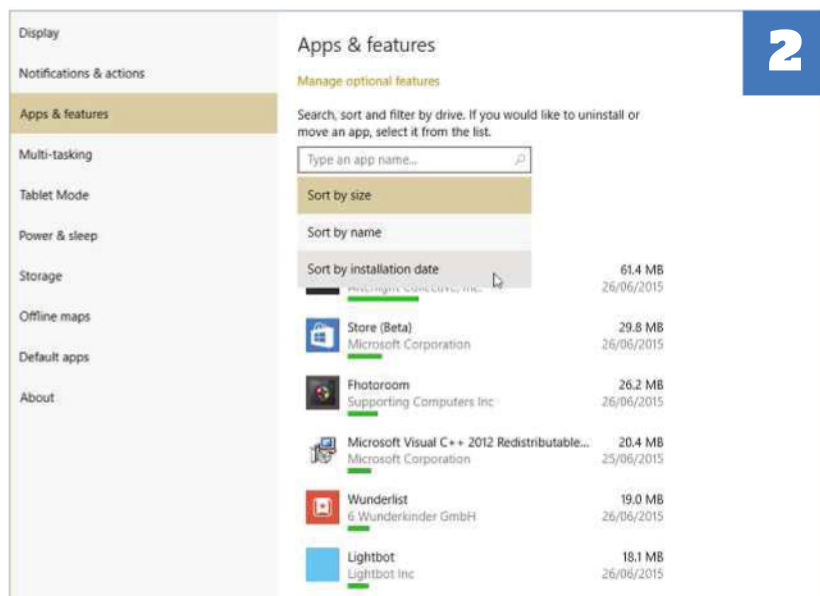 Display
Notifications & actions
Apps & features
Multi-tasking
Tablet Mode
Power & sleep
Storage
Offline maps
Default apps
About
2
Apps & features
Manage optional features
Search, sort and filter by drive. If you would like to uninstall or
move an app, select it from the list.
Type an app name...
Sort by size
Sort by name
Sort by installation date
61.4 MB
26/06/2015
Store (Beta) 29.8 MB
Microsoft Corporation 26/06/2015
Fhotoroom 26.2 MB
Supporting Computers Inc 26/06/2015
Microsoft Visual C++ 2012 Redistributable... 20.4 MB
Microsoft Corporation 25/06/2015
Wunderlist 19.0 MB
6 Wunderkinder GmbH 26/06/2015
Lightbot 18.1 MB
Lightbot Inc 26/06/2015